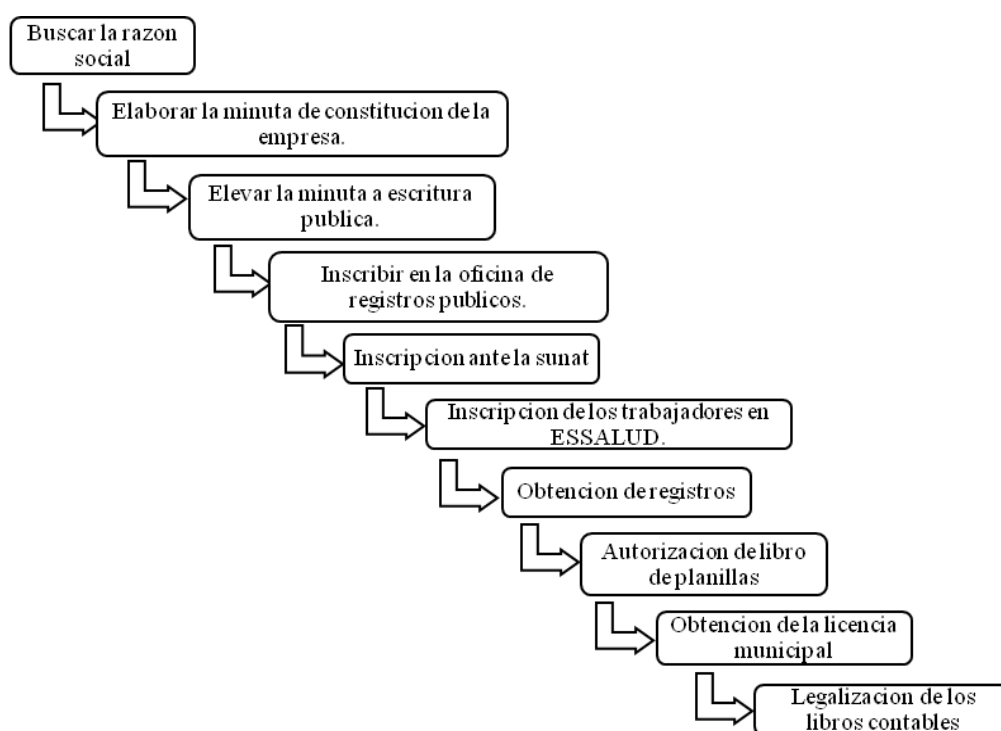 Buscar la razon
social
Elaborar la minuta de constitucion de la
empresa.
Elevar la minuta a escritura
publica.
Inscribir en la oficina de
registros publicos.
Inscripcion ante la sunat
Inscripcion de los trabajadores en
ESSALUD.
Obtencion de registros
Autorizacion de libro
de planillas
Obtencion de la licencia
municipal
Legalizacion de los
libros contables